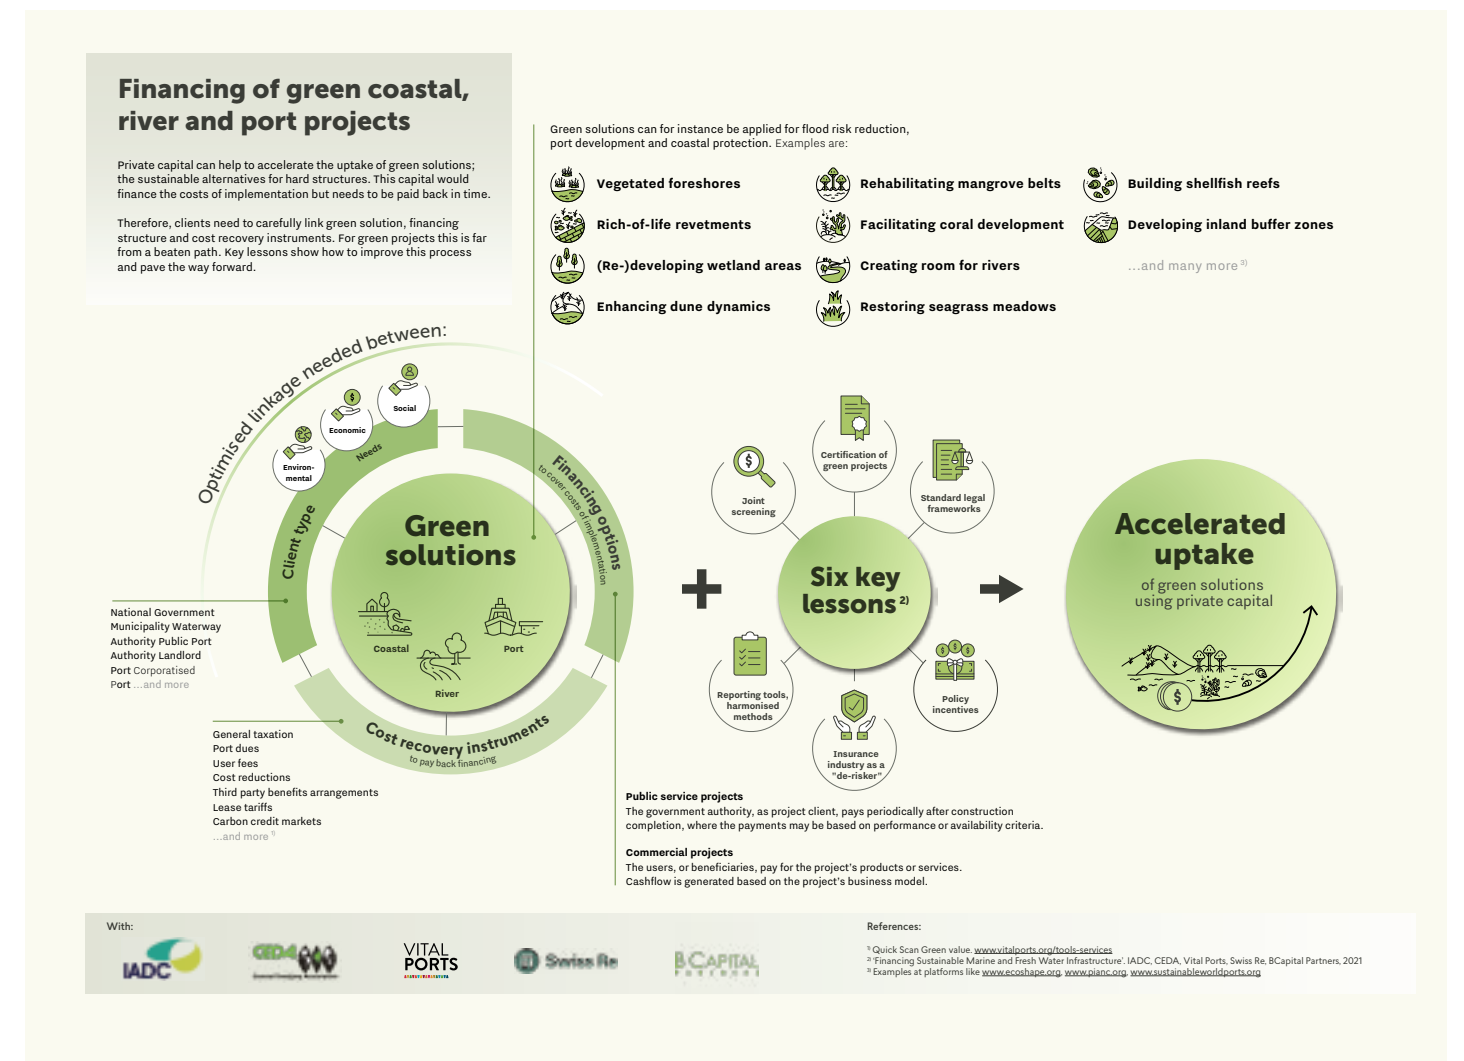 Financing of green coastal,
river and port projects
Private capital can help to accelerate the uptake of green solutions;
the sustainable alternatives for hard structures. This capital would
finance the costs of implementation but needs to be paid back in time.
Therefore, clients need to carefully link green solution, financing
structure and cost recovery instruments. For green projects this is far
from a beaten path. Key lessons show how to improve this process
and pave the way forward.
Green solutions can for instance be applied for flood risk reduction,
port development and coastal protection. Examples are:
Vegetated foreshores
Rich-of-life revetments
(Re-)developing wetland areas
Enhancing dune dynamics
Rehabilitating mangrove belts
Facilitating coral development
Creating room for rivers
Restoring seagrass meadows
Building shellfish reefs
Developing inland buffer zones
...and many more 3)
Optimised linkage needed between:
Social
Economic
Environ-
mental
Needs
Client type
Financing options
to cover costs of implementation
Green
solutions
Coastal
Port
River
Cost recovery instruments
to pay back financing
National Government
Municipality Waterway
Authority Public Port
Authority Landlord
Port Corporatised
Port ...and more
General taxation
Port dues
User fees
Cost reductions
Third party benefits arrangements
Lease tariffs
Carbon credit markets
...and more 1)
Six key
lessons 2)
Joint
screening
Certification of
green projects
Standard legal
frameworks
Reporting tools,
harmonised
methods
Insurance
industry as a
"de-risker"
Policy
incentives
Accelerated
uptake
of green solutions
using private capital
Public service projects
The government authority, as project client, pays periodically after construction
completion, where the payments may be based on performance or availability criteria.
Commercial projects
The users, or beneficiaries, pay for the project's products or services.
Cashflow is generated based on the project's business model.
With:
IADC
CEDA
VITAL
PORTS
Swiss Re
BCAPITAL
PARTNERS
References:
1) Quick Scan Green value. www.vitalports.org/tools-services
2) 'Financing Sustainable Marine and Fresh Water Infrastructure'. IADC, CEDA, Vital Ports, Swiss Re, BCapital Partners, 2021
3) Examples at platforms like www.ecoshape.org, www.pianc.org, www.sustainableworldports.org